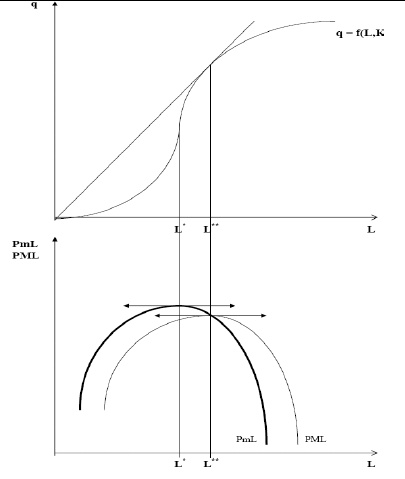 q
q = f(L,K
L* L** L
PmL
PML
PmL PML
L* L** L